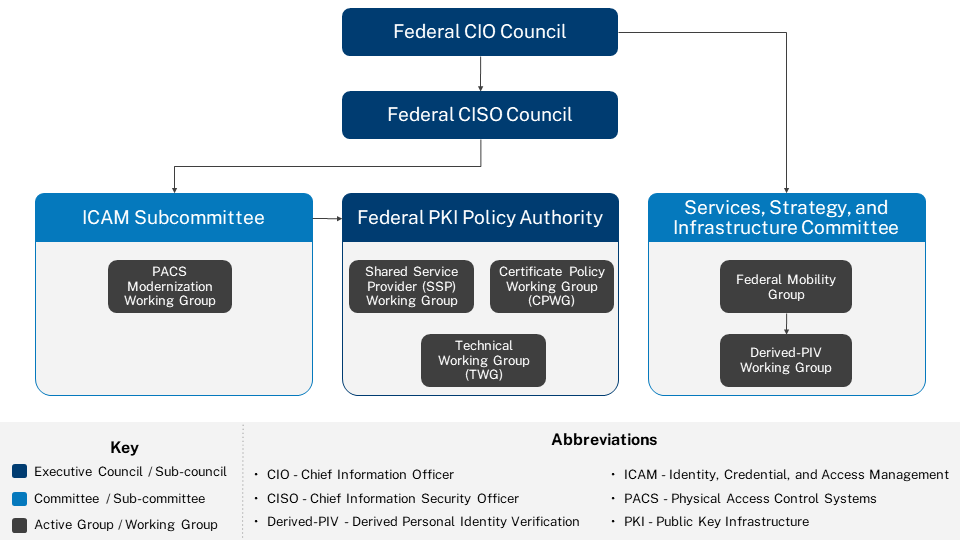 Federal CIO Council
Federal CISO Council
ICAM Subcommittee
PACS
Modernization
Working Group
Federal PKI Policy Authority
Shared Service
Provider (SSP)
Working Group
Certificate Policy
Working Group
(CPWG)
Technical
Working Group
(TWG)
Services, Strategy, and
Infrastructure Committee
Federal Mobility
Group
Derived-PIV
Working Group
Key
Executive Council / Sub-council
Committee / Sub-committee
Active Group / Working Group
Abbreviations
• CIO - Chief Information Officer
• CISO - Chief Information Security Officer
• Derived-PIV - Derived Personal Identity Verification
• ICAM - Identity, Credential, and Access Management
• PACS - Physical Access Control Systems
• PKI - Public Key Infrastructure